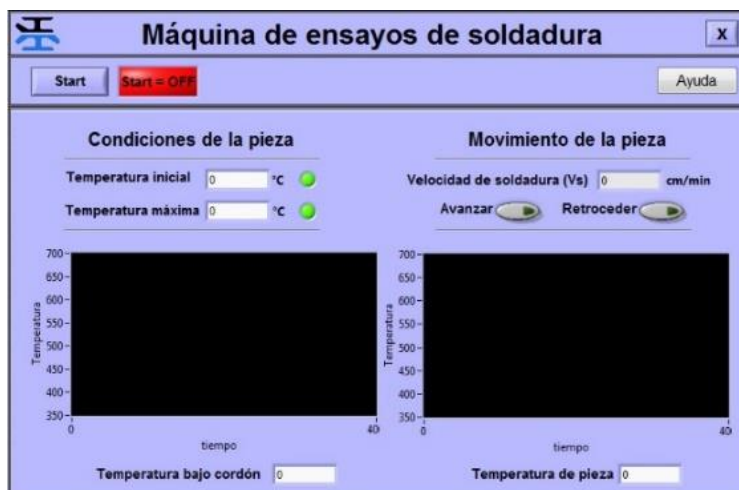 Máquina de ensayos de soldadura
X
Start
Start = OFF
Ayuda
Condiciones de la pieza
Temperatura inicial 0 °C
Temperatura máxima 0 °C
Movimiento de la pieza
Velocidad de soldadura (Vs) 0 cm/min
Avanzar Retroceder
Temperatura
700
650
600
550
500
450
400
350
0 40
tiempo
Temperatura bajo cordón 0
Temperatura
700
650
600
550
500
450
400
350
0 40
tiempo
Temperatura de pieza 0